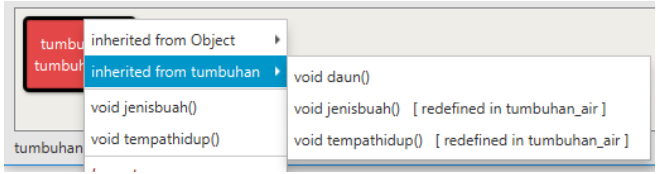 tumbu
tumbuh
inherited from Object
inherited from tumbuhan
void jenisbuah()
void tempathidup()
void daun()
void jenisbuah() [ redefined in tumbuhan_air ]
void tempathidup() [ redefined in tumbuhan_air ]
tumbuhan